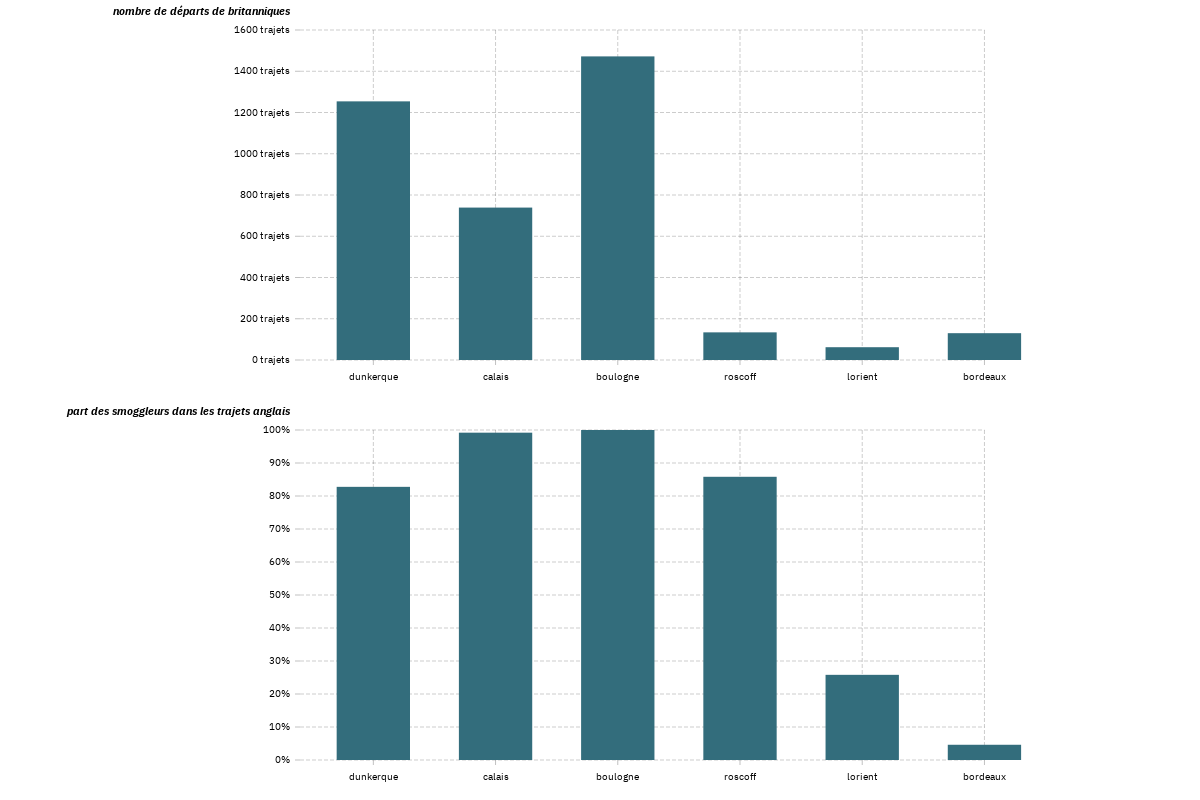 nombre de départs de britanniques
1600 trajets
1400 trajets
1200 trajets
1000 trajets
800 trajets
600 trajets
400 trajets
200 trajets
0 trajets
dunkerque calais boulogne roscoff lorient bordeaux
part des smoggleurs dans les trajets anglais
100%
90%
80%
70%
60%
50%
40%
30%
20%
10%
0%
dunkerque calais boulogne roscoff lorient bordeaux